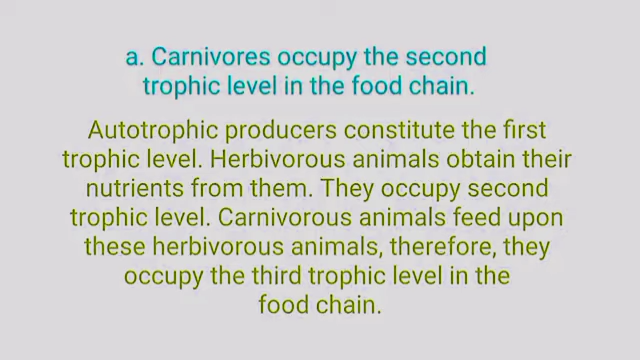 a. Carnivores occupy the second
trophic level in the food chain.
Autotrophic producers constitute the first
trophic level. Herbivorous animals obtain their
nutrients from them. They occupy second
trophic level. Carnivorous animals feed upon
these herbivorous animals, therefore, they
occupy the third trophic level in the
food chain.